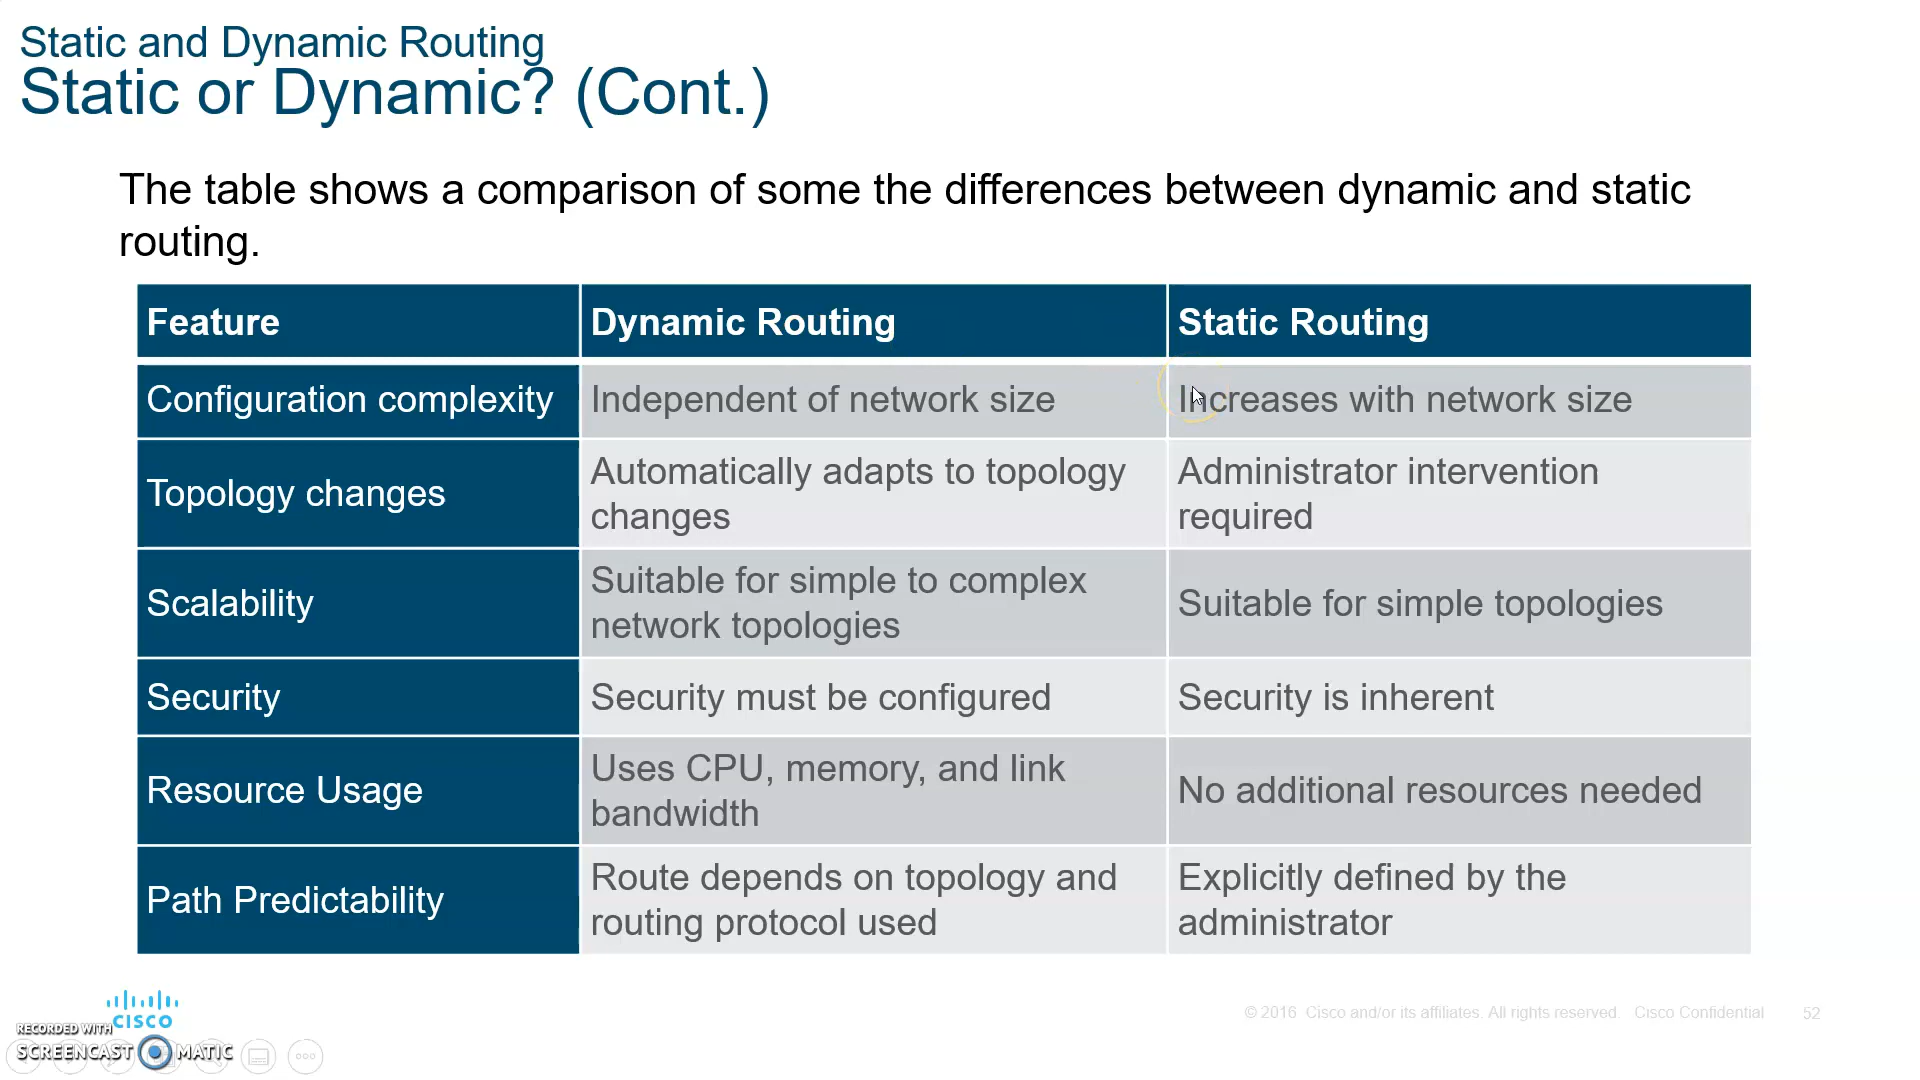 Static and Dynamic Routing
Static or Dynamic? (Cont.)
The table shows a comparison of some the differences between dynamic and static
routing.
Feature
Dynamic Routing
Static Routing
Configuration complexity
Independent of network size
Increases with network size
Topology changes
Automatically adapts to topology
changes
Administrator intervention
required
Scalability
Suitable for simple to complex
network topologies
Suitable for simple topologies
Security
Security must be configured
Security is inherent
Resource Usage
Uses CPU, memory, and link
bandwidth
No additional resources needed
Path Predictability
Route depends on topology and
routing protocol used
Explicitly defined by the
administrator
CISCO
RECORDED WITH
SCREENCAST MATIC
© 2016 Cisco and/or its affiliates. All rights reserved. Cisco Confidential
52